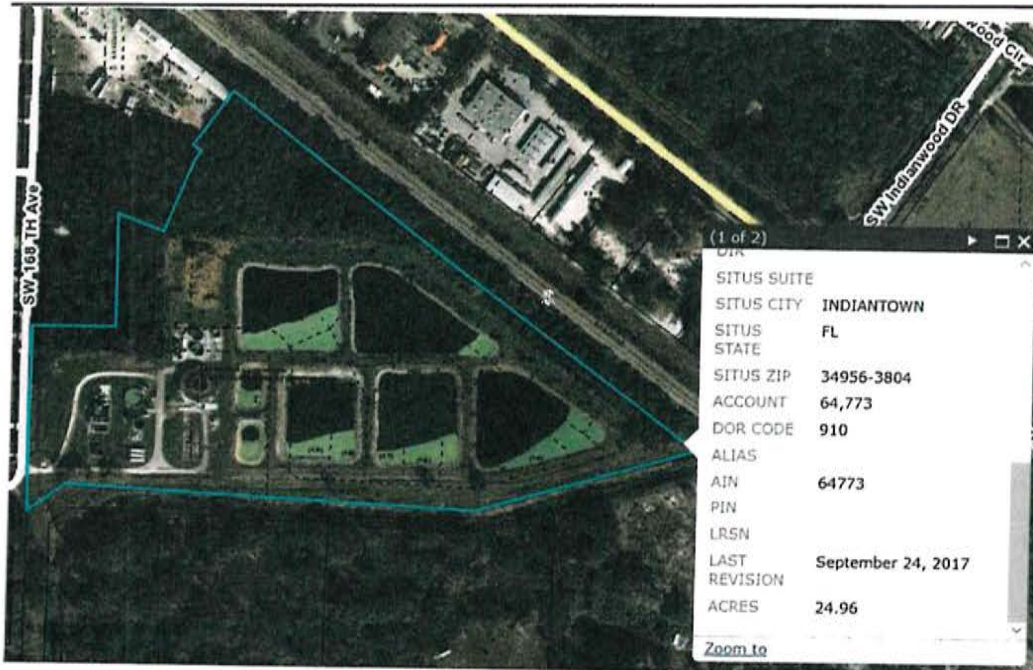 wood Cir
SW Indianwood DR
SW 168 TH Ave
(1 of 2)
DIR
SITUS SUITE
SITUS CITY INDIANTOWN
SITUS STATE FL
SITUS ZIP 34956-3804
ACCOUNT 64,773
DOR CODE 910
ALIAS
AIN 64773
PIN
LRSN
LAST REVISION September 24, 2017
ACRES 24.96
Zoom to